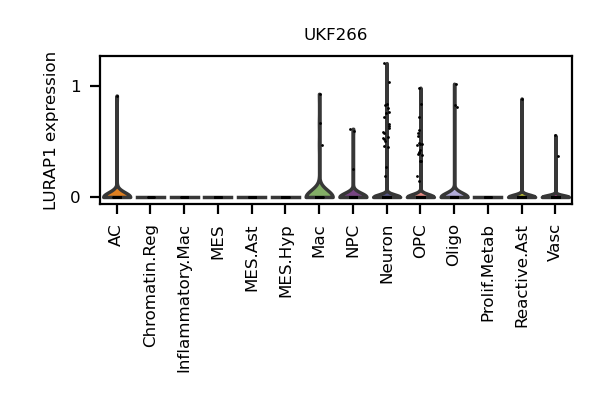 UKF266
LURAP1 expression
1
0
AC
Chromatin.Reg
Inflammatory.Mac
MES
MES.Ast
MES.Hyp
Mac
NPC
Neuron
OPC
Oligo
Prolif.Metab
Reactive.Ast
Vasc